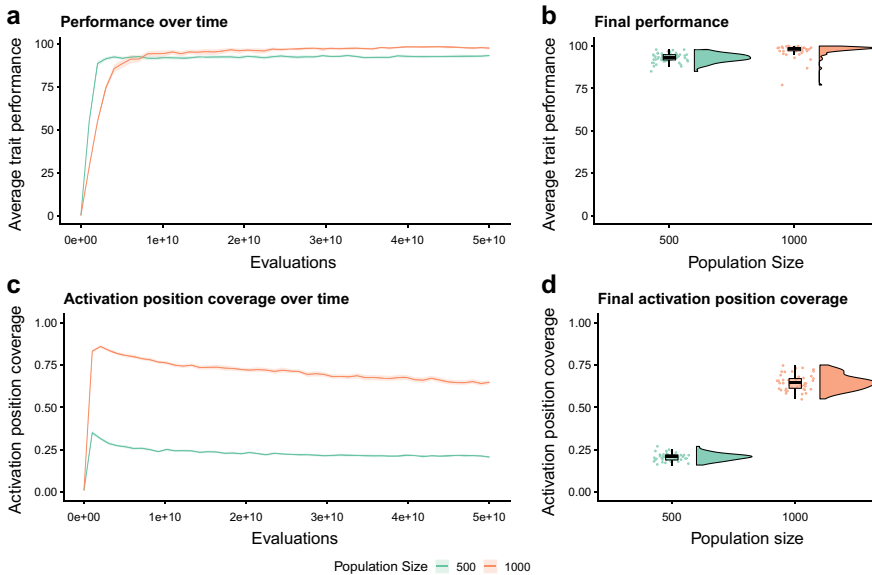 a
Performance over time
Average trait performance
100
75
50
25
0
0e+00 1e+10 2e+10 3e+10 4e+10 5e+10
Evaluations
b
Final performance
Average trait performance
100
75
50
25
0
500 1000
Population Size
c
Activation position coverage over time
Activation position coverage
1.00
0.75
0.50
0.25
0.00
0e+00 1e+10 2e+10 3e+10 4e+10 5e+10
Evaluations
d
Final activation position coverage
Activation position coverage
1.00
0.75
0.50
0.25
0.00
500 1000
Population size
Population Size 500 1000